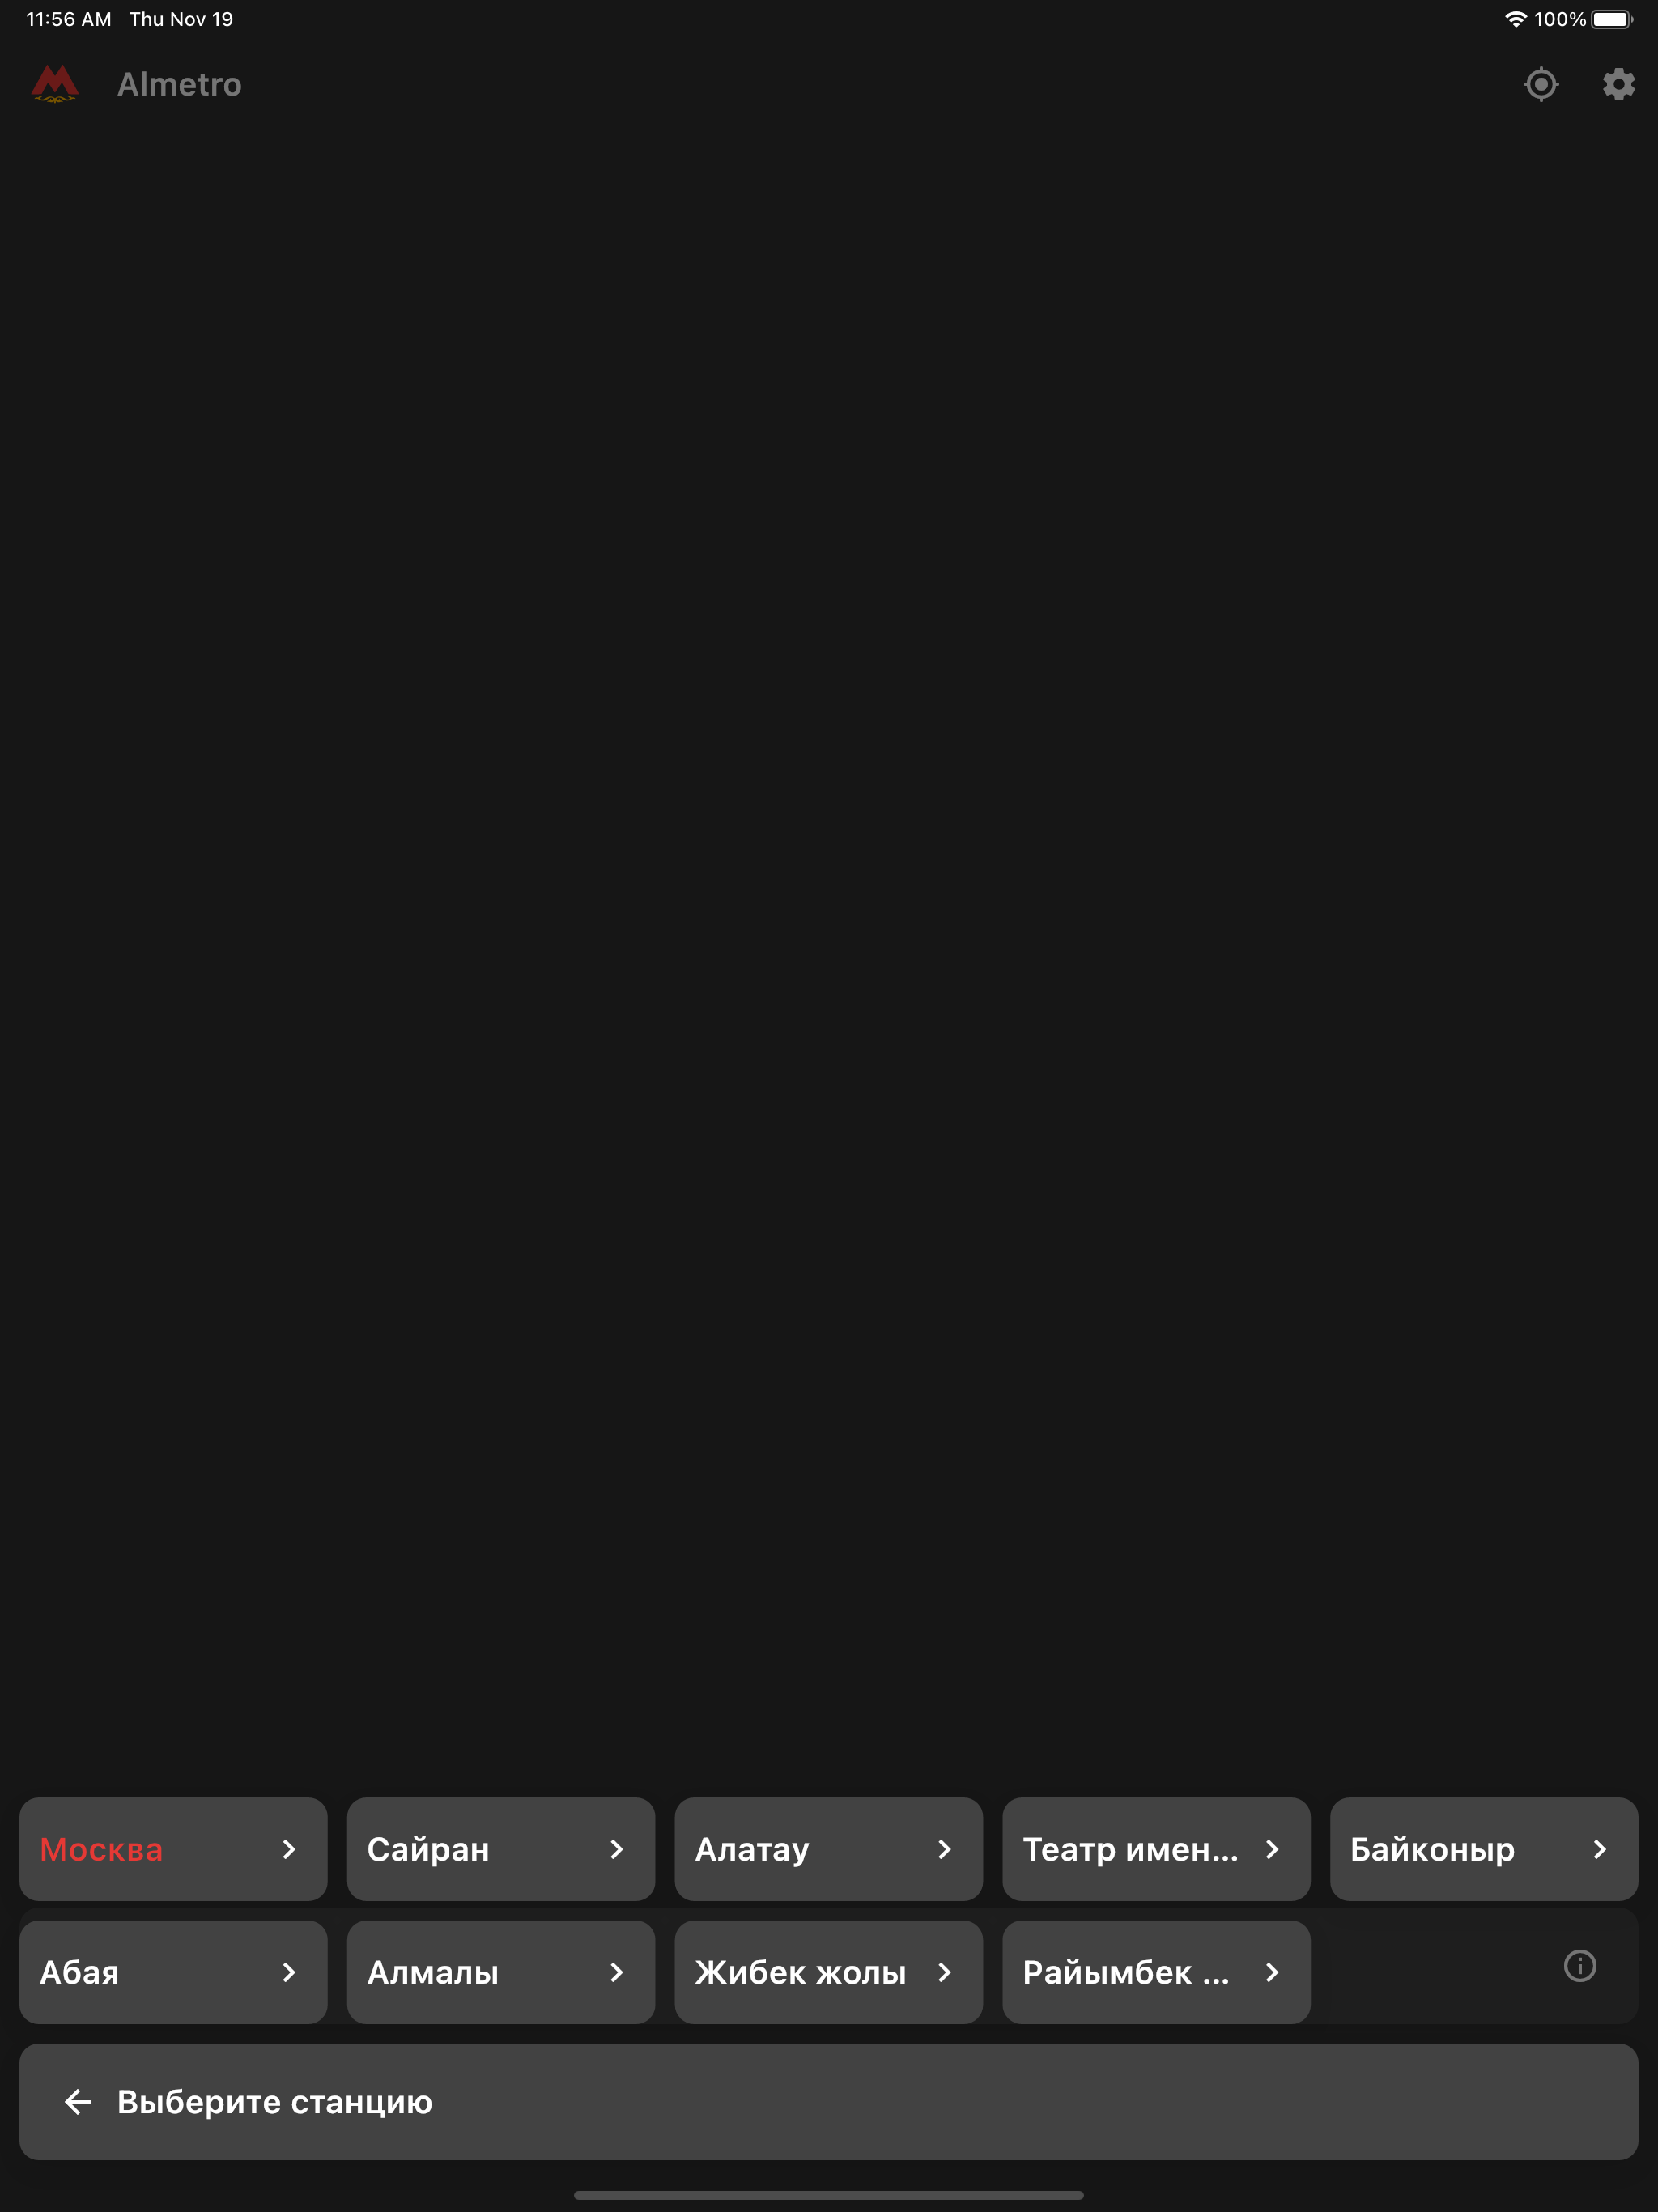 11:56 AM Thu Nov 19 100%
Almetro
Москва
Сайран
Алатау
Театр имен...
Байконыр
Абая
Алмалы
Жибек жолы
Райымбек ...
Выберите станцию